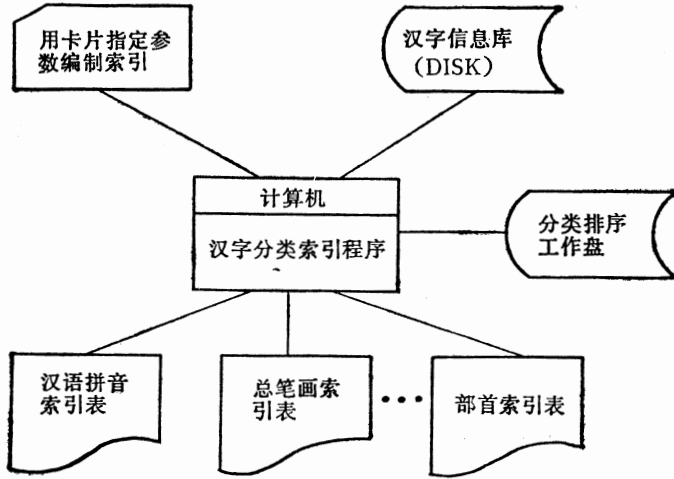 用卡片指定参
数编制索引
汉字信息库
（DISK）
计算机
汉字分类索引程序
分类排序
工作盘
汉语拼音
索引表
总笔画索
引表
•••
部首索引表